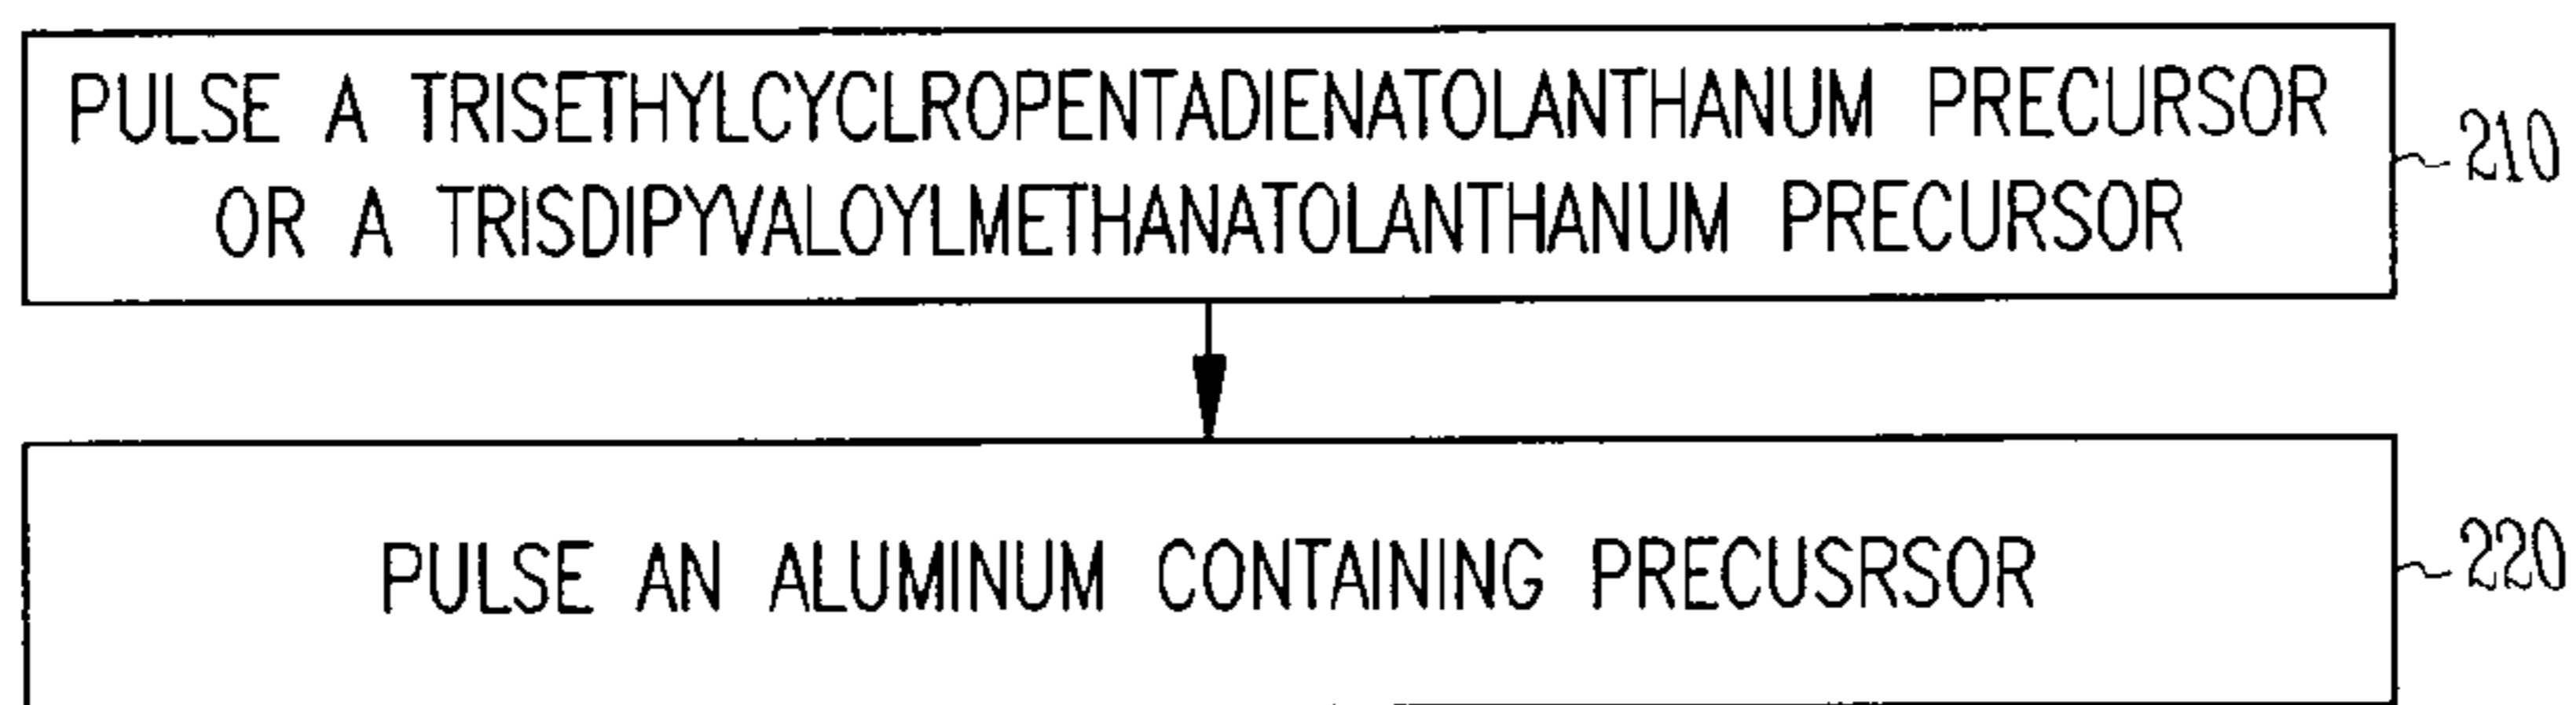 PULSE A TRISETHYLCYCLROPENTADIENATOLANTHANUM PRECURSOR
OR A TRISDIPYVALOYLMETHANATOLANTHANUM PRECURSOR
210
PULSE AN ALUMINUM CONTAINING PRECUSRSOR
220